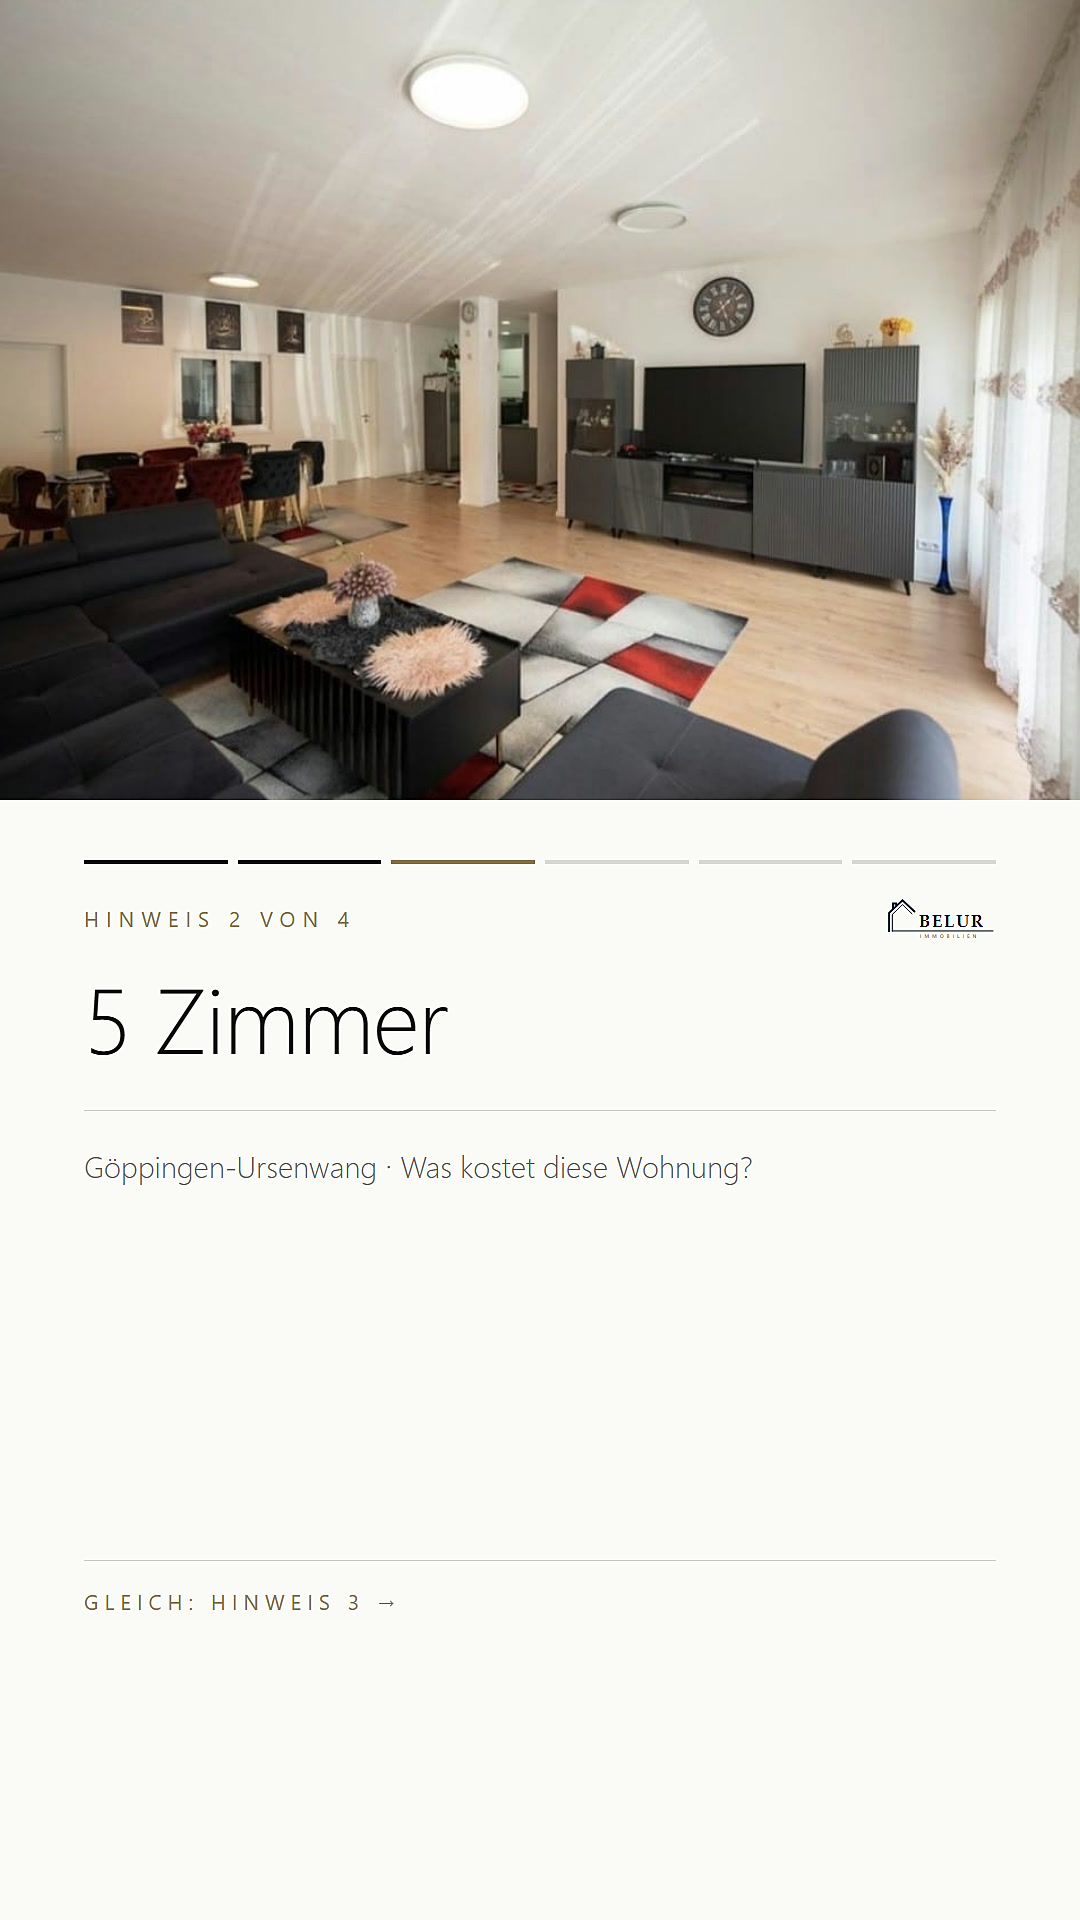 HINWEIS 2 VON 4
BELUR
IMMOBILIEN
5 Zimmer
Göppingen-Ursenwang · Was kostet diese Wohnung?
GLEICH: HINWEIS 3 →